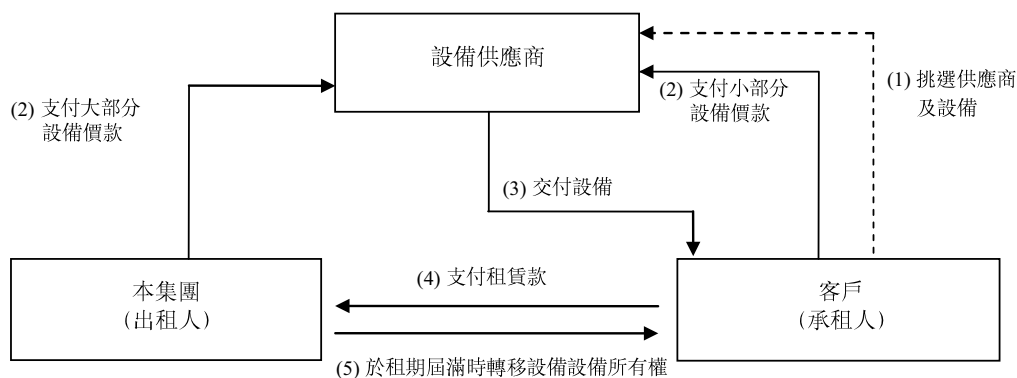 設備供應商
(1) 挑選供應商
及設備
(2) 支付大部分
設備價款
(2) 支付小部分
設備價款
(3) 交付設備
本集團
(出租人)
(4) 支付租賃款
客戶
(承租人)
(5) 於租期屆滿時轉移設備設備所有權